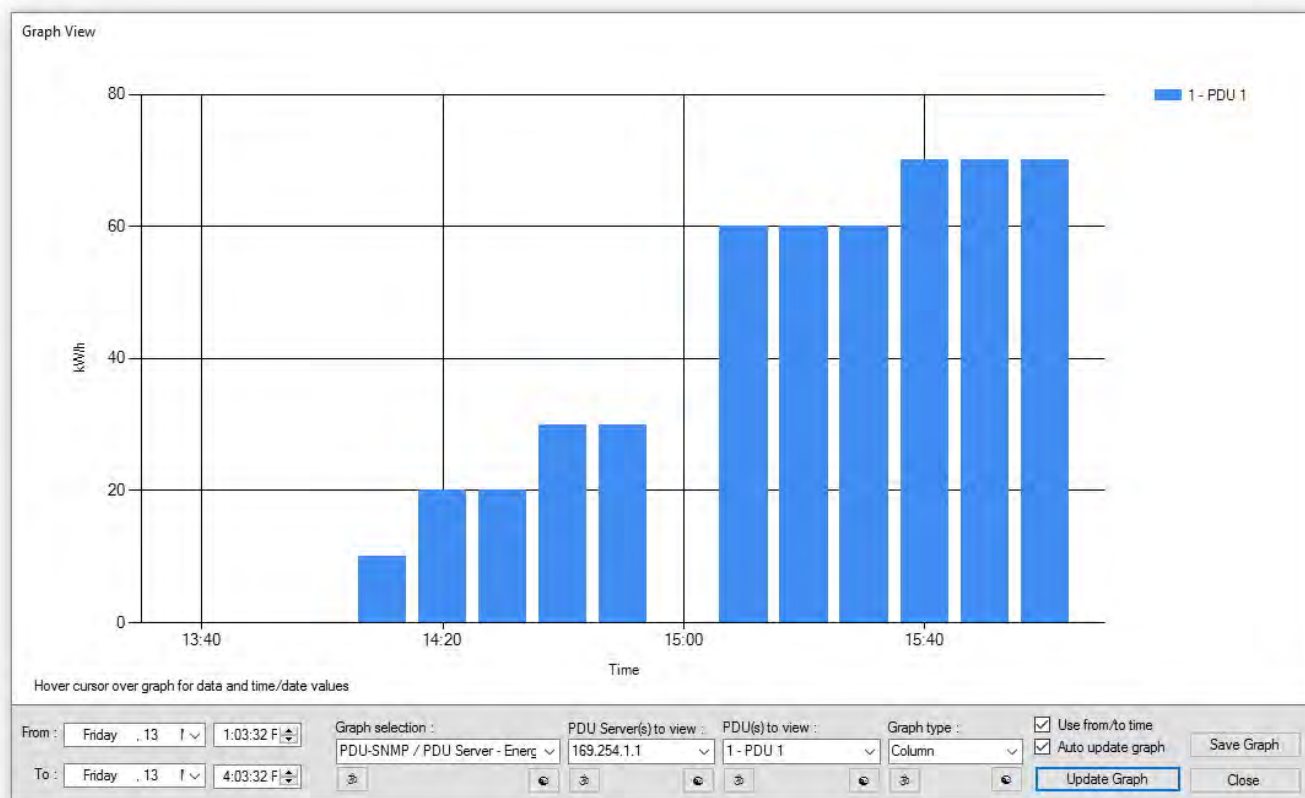 Graph View
80
60
40
20
0
kW/h
1 - PDU 1
13:40 14:20 15:00 15:40
Time
Hover cursor over graph for data and time/date values
From : Friday , 13 1:03:32 F
To : Friday , 13 4:03:32 F
Graph selection :
PDU-SNMP / PDU Server - Energ
PDU Server(s) to view :
169.254.1.1
PDU(s) to view :
1 - PDU 1
Graph type :
Column
Use from/to time
Auto update graph
Update Graph
Save Graph
Close